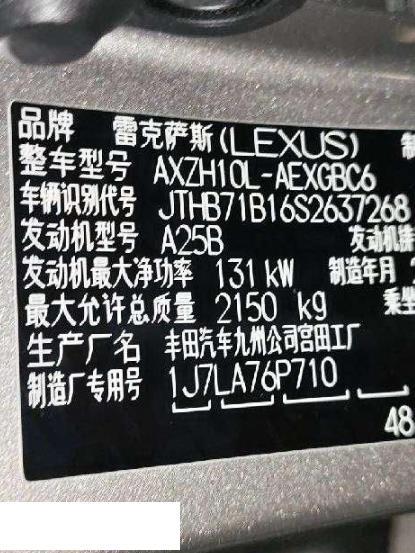 品牌 雷克萨斯(LEXUS) 制
整车型号 AXZH10L-AEXGBC6
车辆识别代号 JTHB71B16S2637268
发动机型号 A25B 发动机排
发动机最大净功率 131 kW 制造年月 2
最大允许总质量 2150 kg 乘坐
生产厂名 丰田汽车九州公司宫田工厂
制造厂专用号 1J7LA76P710
48